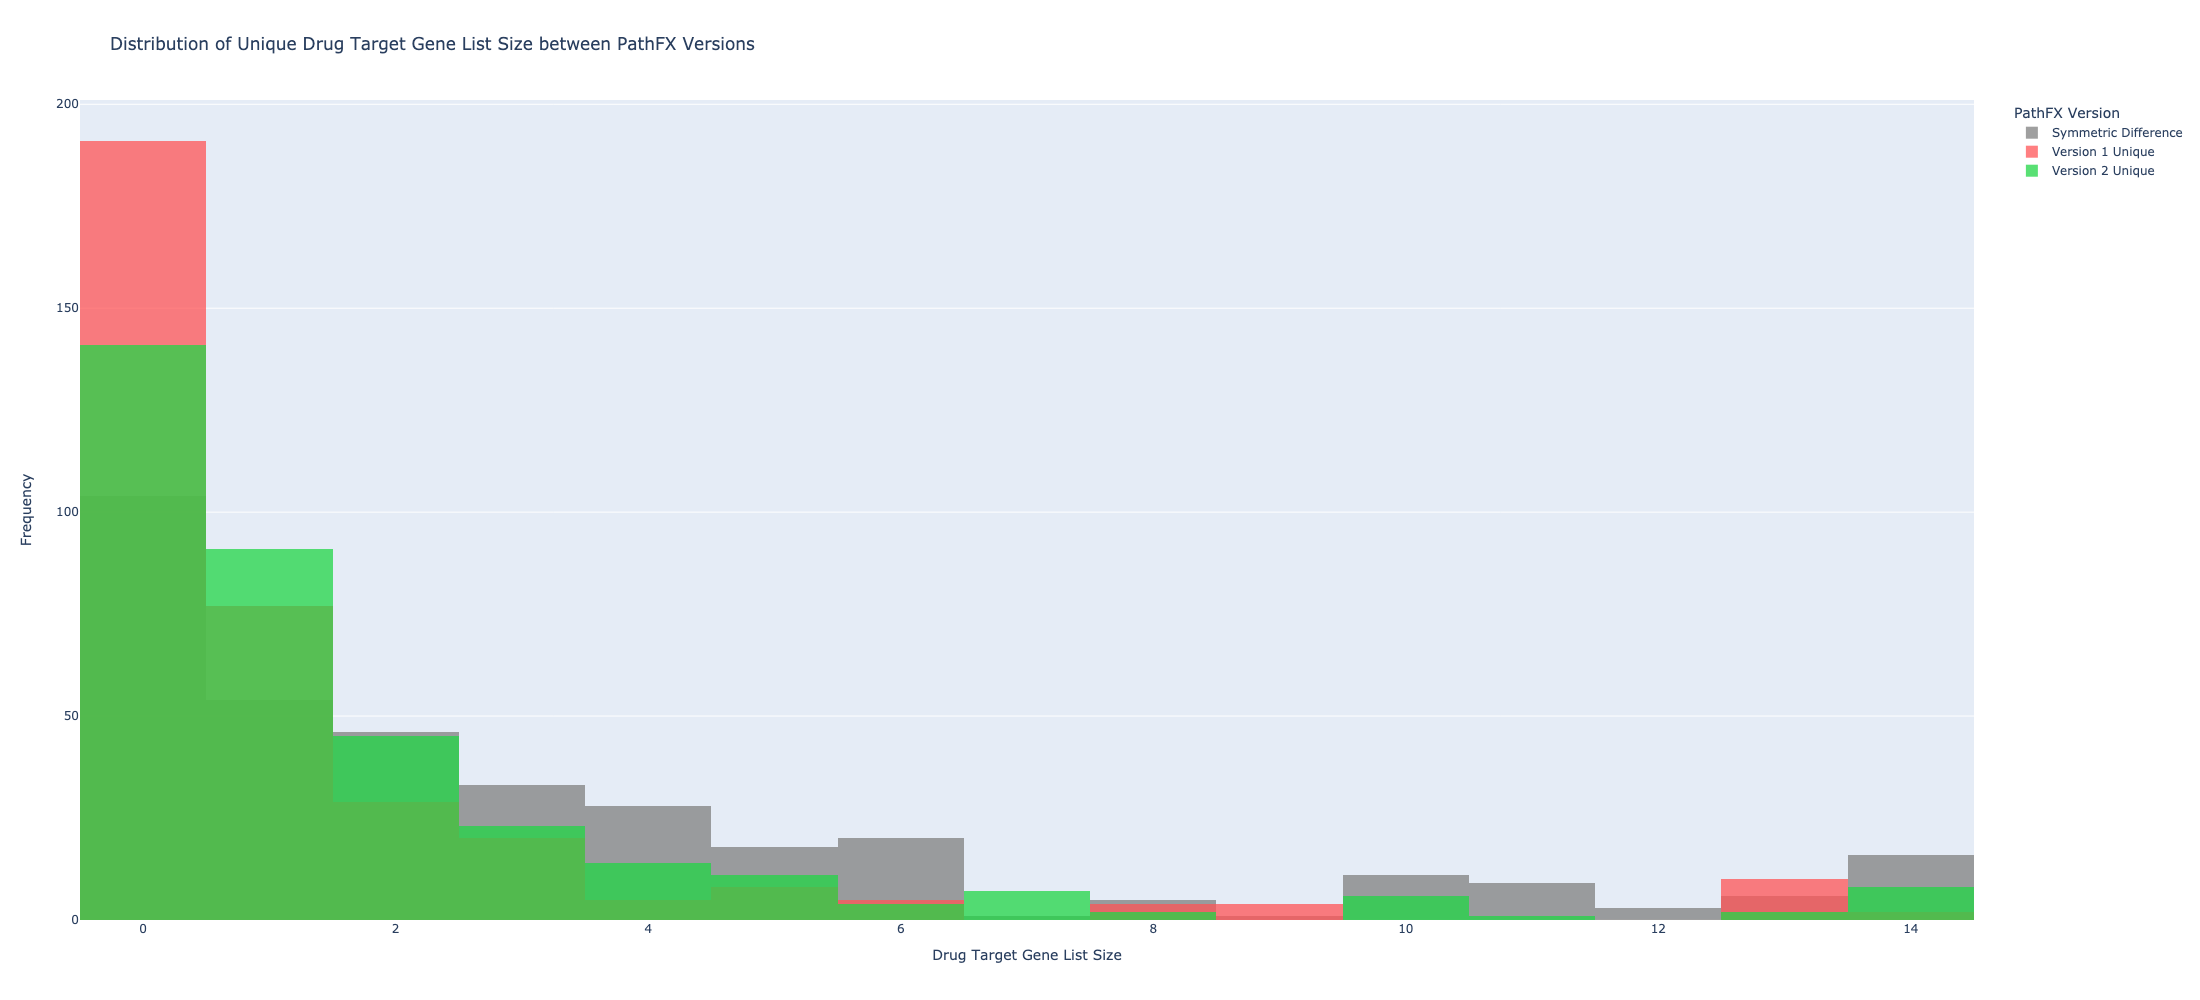 Distribution of Unique Drug Target Gene List Size between PathFX Versions
200
150
100
50
0
Frequency
0 2 4 6 8 10 12 14
Drug Target Gene List Size
PathFX Version
Symmetric Difference
Version 1 Unique
Version 2 Unique